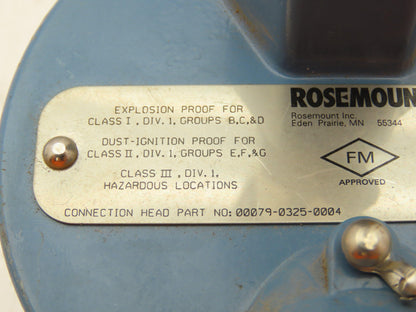 EXPLOSION PROOF FOR
CLASS I, DIV. 1, GROUPS B,C,&D
DUST-IGNITION PROOF FOR
CLASS II, DIV. 1, GROUPS E,F,&G
CLASS III, DIV. 1,
HAZARDOUS LOCATIONS
CONNECTION HEAD PART NO: 00079-0325-0004
ROSEMOUN
Rosemount Inc.
Eden Prairie, MN 55344
FM
APPROVED